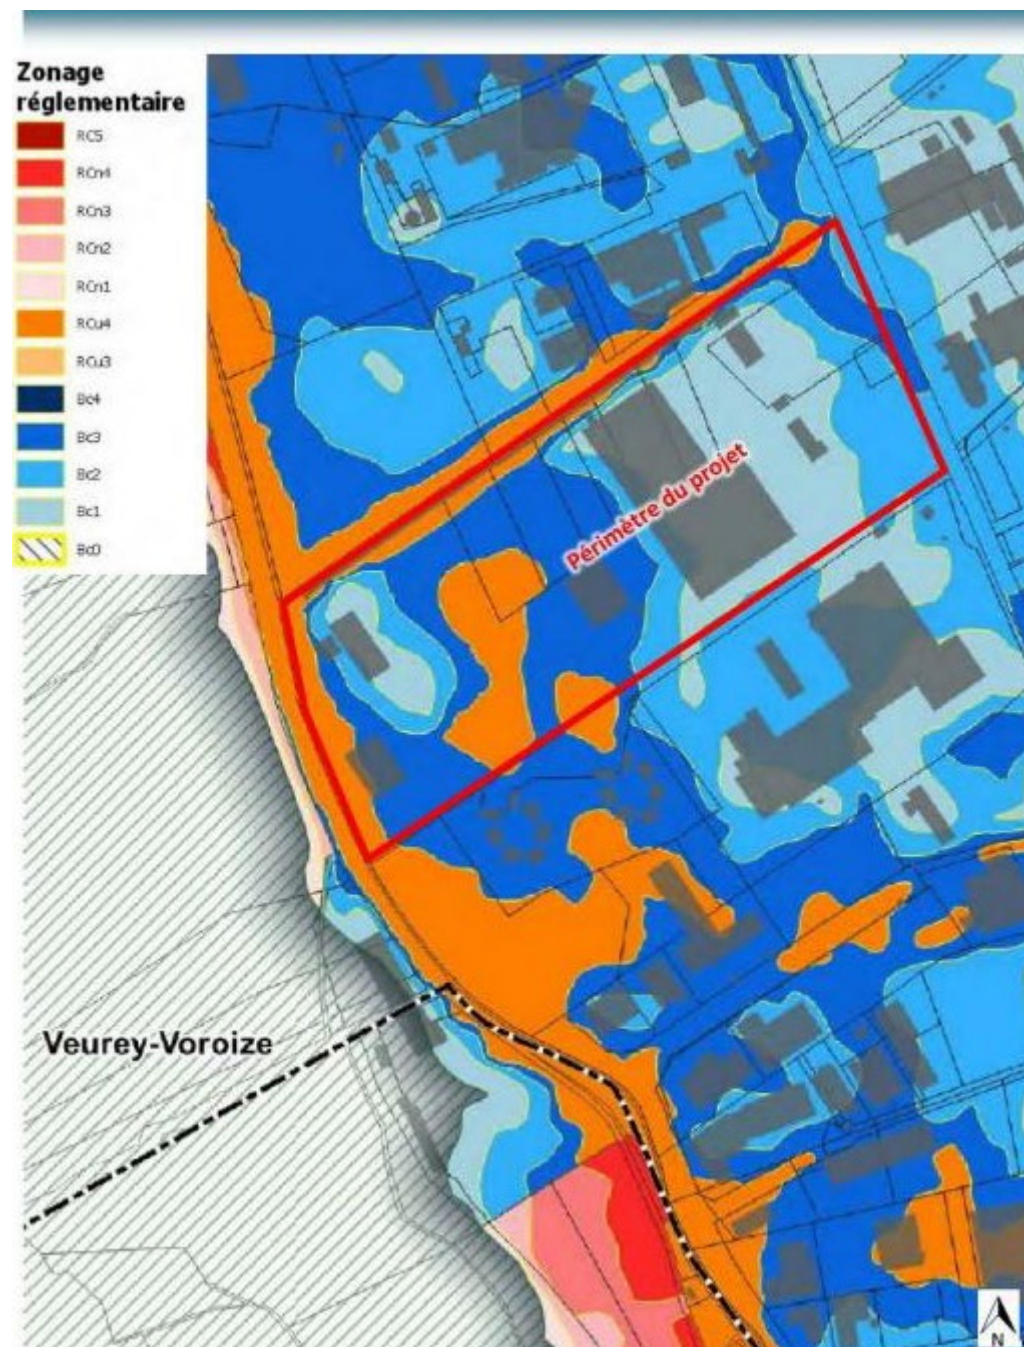 Zonage
réglementaire
RC5
RCn4
RCn3
RCn2
RCn1
RCu4
RCu3
Bc4
Bc3
Bc2
Bc1
Bc0
Périmètre du projet
Veurey-Voroize
N